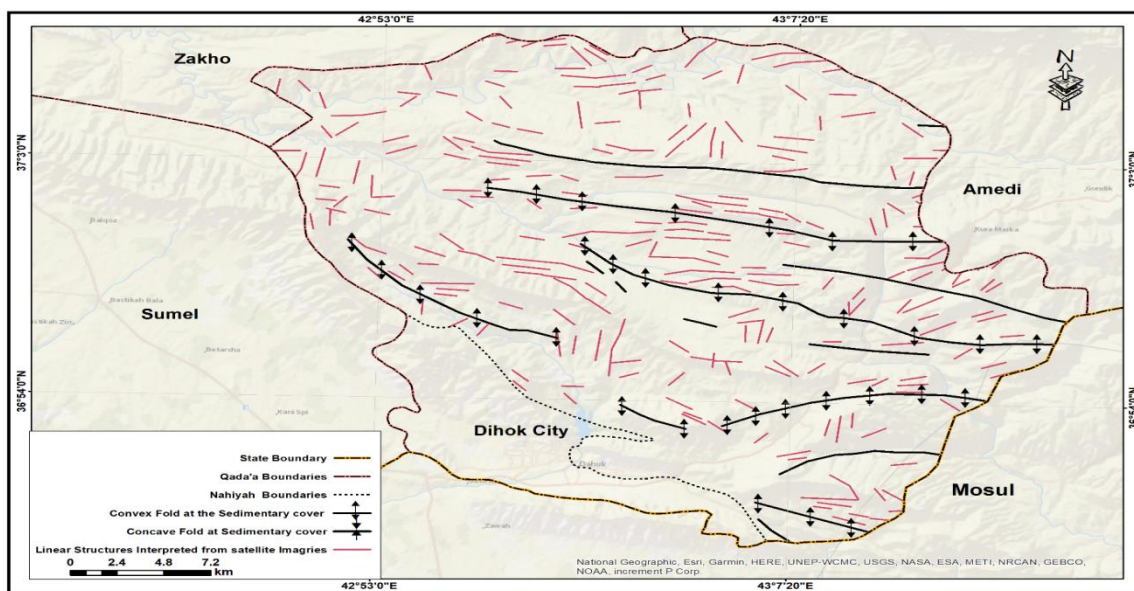 42°53'0"E
43°7'20"E
Zakho
N
37°3'0"N
Amedi
Sumel
36°54'0"N
Dihok City
Dahuk
Mosul
Zawah
State Boundary
Qada'a Boundaries
Nahiyah Boundaries
Convex Fold at the Sedimentary cover
Concave Fold at Sedimentary cover
Linear Structures Interpreted from satellite Imagries
0 2.4 4.8 7.2
km
National Geographic, Esri, Garmin, HERE, UNEP-WCMC, USGS, NASA, ESA, METI, NRCAN, GEBCO,
NOAA, increment P Corp.
42°53'0"E
43°7'20"E